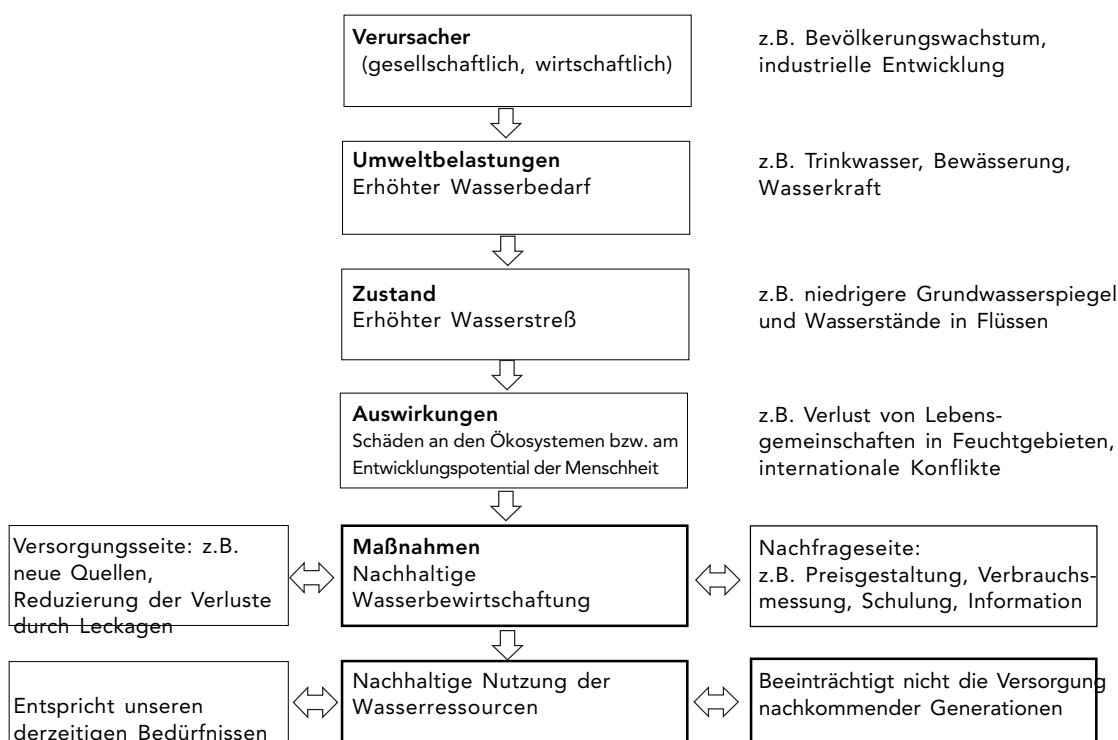 Verursacher
(gesellschaftlich, wirtschaftlich)
z.B. Bevölkerungswachstum,
industrielle Entwicklung
Umweltbelastungen
Erhöhter Wasserbedarf
z.B. Trinkwasser, Bewässerung,
Wasserkraft
Zustand
Erhöhter Wasserstreß
z.B. niedrigere Grundwasserspiegel
und Wasserstände in Flüssen
Auswirkungen
Schäden an den Ökosystemen bzw. am
Entwicklungspotential der Menschheit
z.B. Verlust von Lebens-
gemeinschaften in Feuchtgebieten,
internationale Konflikte
Versorgungsseite: z.B.
neue Quellen,
Reduzierung der Verluste
durch Leckagen
Maßnahmen
Nachhaltige
Wasserbewirtschaftung
Nachfrageseite:
z.B. Preisgestaltung, Verbrauchs-
messung, Schulung, Information
Entspricht unseren
derzeitigen Bedürfnissen
Nachhaltige Nutzung der
Wasserressourcen
Beeinträchtigt nicht die Versorgung
nachkommender Generationen